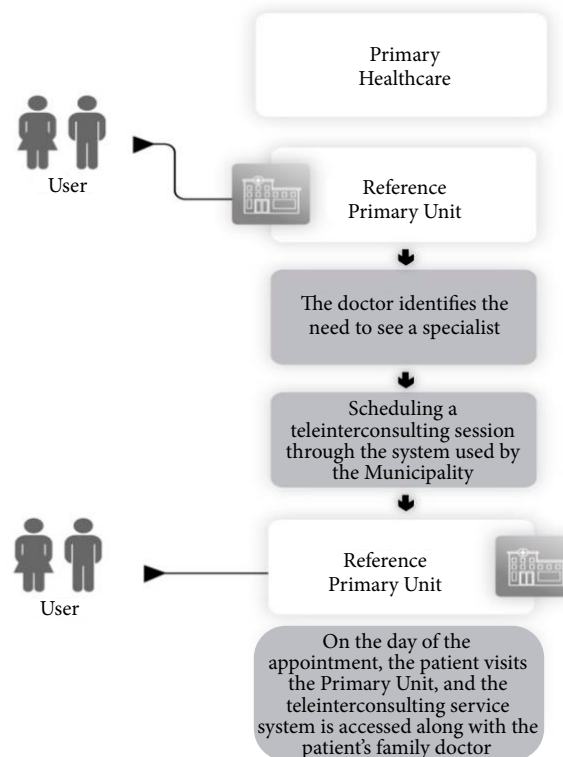 Primary
Healthcare
User
Reference
Primary Unit
The doctor identifies the
need to see a specialist
Scheduling a
teleinterconsulting session
through the system used by
the Municipality
User
Reference
Primary Unit
On the day of the
appointment, the patient visits
the Primary Unit, and the
teleinterconsulting service
system is accessed along with the
patient's family doctor